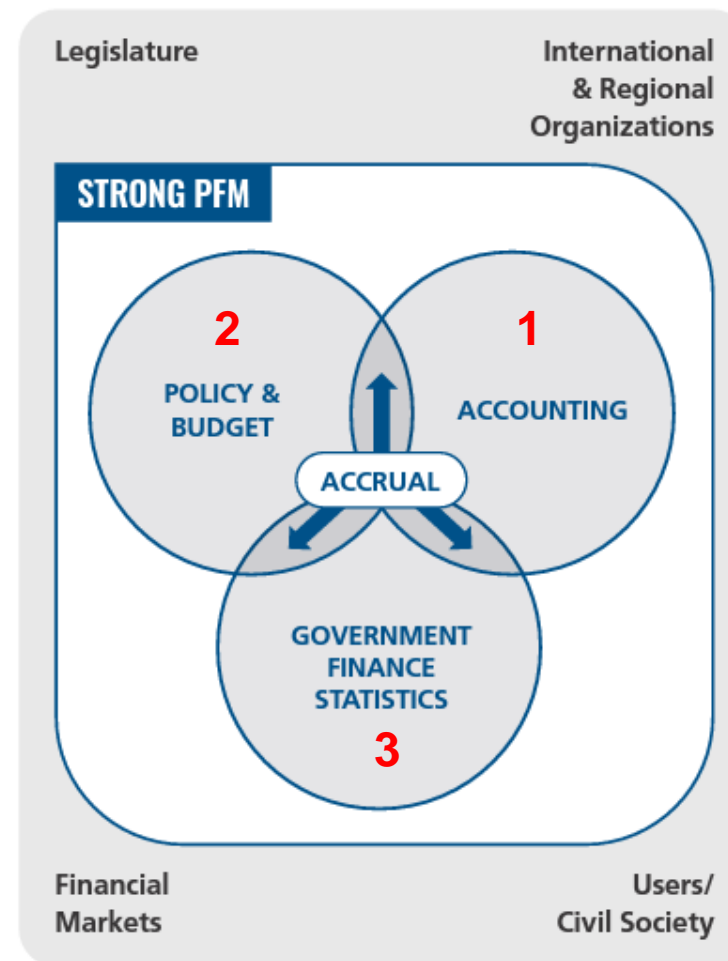 Legislature
International
& Regional
Organizations
STRONG PFM
2
POLICY &
BUDGET
1
ACCOUNTING
ACCRUAL
GOVERNMENT
FINANCE
STATISTICS
3
Financial
Markets
Users/
Civil Society